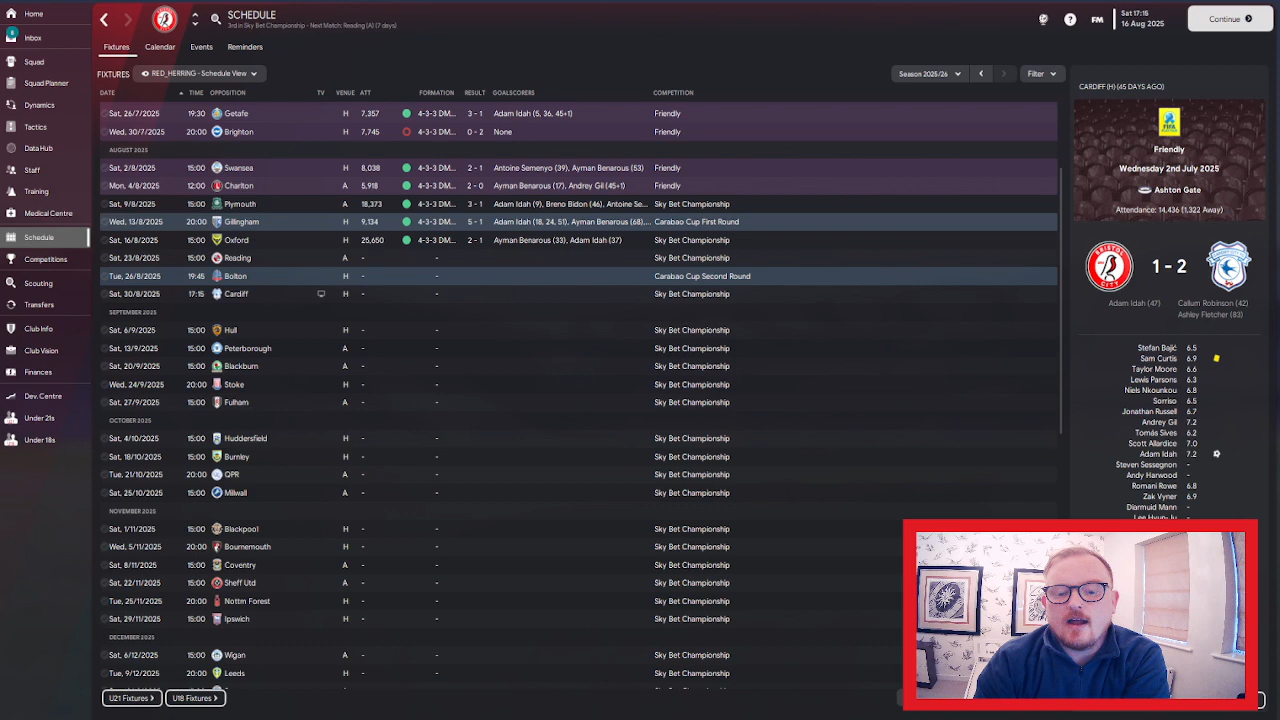 Home
Inbox
Squad
Squad Planner
Dynamics
Tactics
Data Hub
Staff
Training
Medical Centre
Schedule
Competitions
Scouting
Transfers
Club Info
Club Vision
Finances
Dev.Centre
Under 21s
Under 18s
SCHEDULE
3rd in Sky Bet Championship - Next Match: Reading (A) (7 days)
FM
Sat 17:15
16 Aug 2025
Continue
Fixtures Calendar Events Reminders
FIXTURES RED_HERRING - Schedule View Season 2025/26 Filter
DATE TIME OPPOSITION TV VENUE ATT FORMATION RESULT GOALSCORERS COMPETITION
Sat, 26/7/2025 19:30 Getafe H 7,357 4-3-3 DM... Adam Idah (5, 36, 45+1) Friendly
Wed, 30/7/2025 20:00 Brighton H 7,745 4-3-3 DM... None Friendly
AUGUST 2025
Sat, 2/8/2025 15:00 Swansea H 8,038 4-3-3 DM... 2 - 0 Antoine Semenyo (39), Ayman Benarous (53) Friendly
Mon, 4/8/2025 12:00 Charlton A 5,918 4-3-3 DM... 2 - 0 Ayman Benarous (17), Andrey Gil (45+1) Friendly
Sat, 9/8/2025 15:00 Plymouth A 18,373 4-3-3 DM... 3 - 1 Adam Idah (9), Breno Bidon (46), Antoine Se... Sky Bet Championship
Wed, 13/8/2025 20:00 Gillingham H 9,134 4-3-3 DM... 5 - 1 Adam Idah (18, 24, 51), Ayman Benarous (68),... Carabao Cup First Round
Sat, 16/8/2025 15:00 Oxford H 25,650 4-3-3 DM... 2 - 1 Ayman Benarous (33), Adam Idah (37) Sky Bet Championship
Sat, 23/8/2025 15:00 Reading A - - Sky Bet Championship
Tue, 26/8/2025 19:45 Bolton H - - Carabao Cup Second Round
Sat, 30/8/2025 17:15 Cardiff H - - Sky Bet Championship
SEPTEMBER 2025
Sat, 6/9/2025 15:00 Hull H - - Sky Bet Championship
Sat, 13/9/2025 15:00 Peterborough A - - Sky Bet Championship
Sat, 20/9/2025 15:00 Blackburn A - - Sky Bet Championship
Wed, 24/9/2025 20:00 Stoke H - - Sky Bet Championship
Sat, 27/9/2025 15:00 Fulham A - - Sky Bet Championship
OCTOBER 2025
Sat, 4/10/2025 15:00 Huddersfield H - - Sky Bet Championship
Sat, 18/10/2025 15:00 Burnley H - - Sky Bet Championship
Tue, 21/10/2025 20:00 QPR A - - Sky Bet Championship
Sat, 25/10/2025 15:00 Millwall A - - Sky Bet Championship
NOVEMBER 2025
Sat, 1/11/2025 15:00 Blackpool H - - Sky Bet Championship
Wed, 5/11/2025 20:00 Bournemouth H - - Sky Bet Championship
Sat, 8/11/2025 15:00 Coventry A - - Sky Bet Championship
Sat, 22/11/2025 15:00 Sheff Utd A - - Sky Bet Championship
Tue, 25/11/2025 20:00 Nottm Forest H - - Sky Bet Championship
Sat, 29/11/2025 15:00 Ipswich H - - Sky Bet Championship
DECEMBER 2025
Sat, 6/12/2025 15:00 Wigan A - - Sky Bet Championship
Tue, 9/12/2025 20:00 Leeds H - - Sky Bet Championship
U21 Fixtures U18 Fixtures
CARDIFF (H) (45 DAYS AGO)
FIFA
Friendly
Wednesday 2nd July 2025
Ashton Gate
Attendance: 14,436 (1,322 Away)
BRISTOL CITY
1 - 2
Adam Idah (47) Callum Robinson (42)
Ashley Fletcher (83)
Stefan Bajić 6.5
Sam Curtis 6.9
Taylor Moore 6.6
Lewis Parsons 6.3
Niels Nkounkou 6.8
Sorriso 6.5
Jonathan Russell 6.7
Andrey Gil 7.2
Tomás Sives 6.2
Scott Allardice 7.0
Adam Idah 7.2
Steven Sessegnon -
Andy Harwood -
Romani Rowe 6.8
Zak Vyner 6.9
Diarmuid Mann -